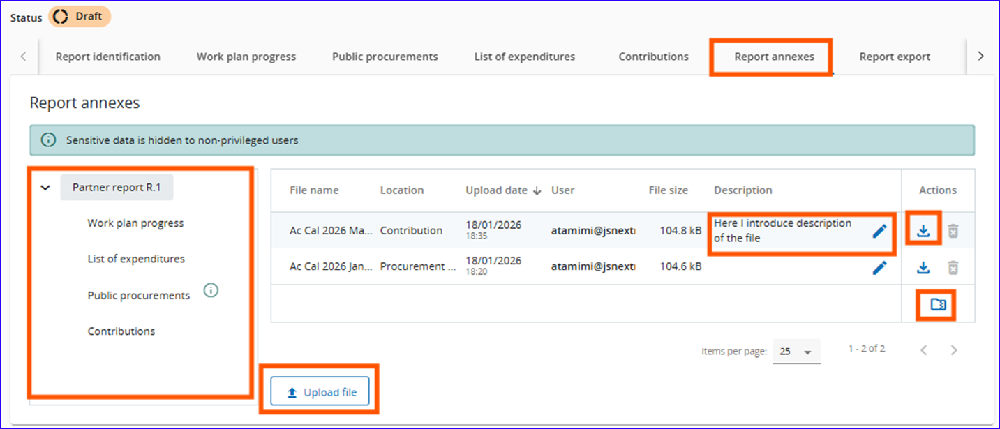 Status Draft
Report identification Work plan progress Public procurements List of expenditures Contributions Report annexes Report export
Report annexes
Sensitive data is hidden to non-privileged users
Partner report R.1
Work plan progress
List of expenditures
Public procurements
Contributions
File name Location Upload date User File size Description Actions
Ac Cal 2026 Ma... Contribution 18/01/2026 18:35 atamimi@jsnextr 104.8 kB Here I introduce description
of the file
Ac Cal 2026 Jan... Procurement ... 18/01/2026 18:20 atamimi@jsnextr 104.6 kB
Items per page: 25 1 - 2 of 2
Upload file